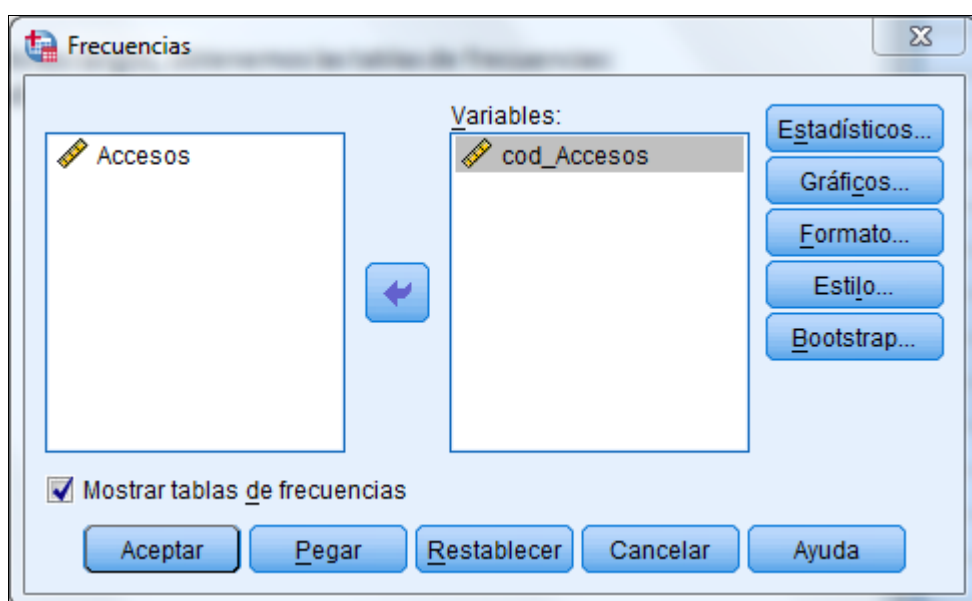 Frecuencias
Variables:
Accesos
cod_Accesos
Estadísticos...
Gráficos...
Formato...
Estilo...
Bootstrap...
Mostrar tablas de frecuencias
Aceptar
Pegar
Restablecer
Cancelar
Ayuda